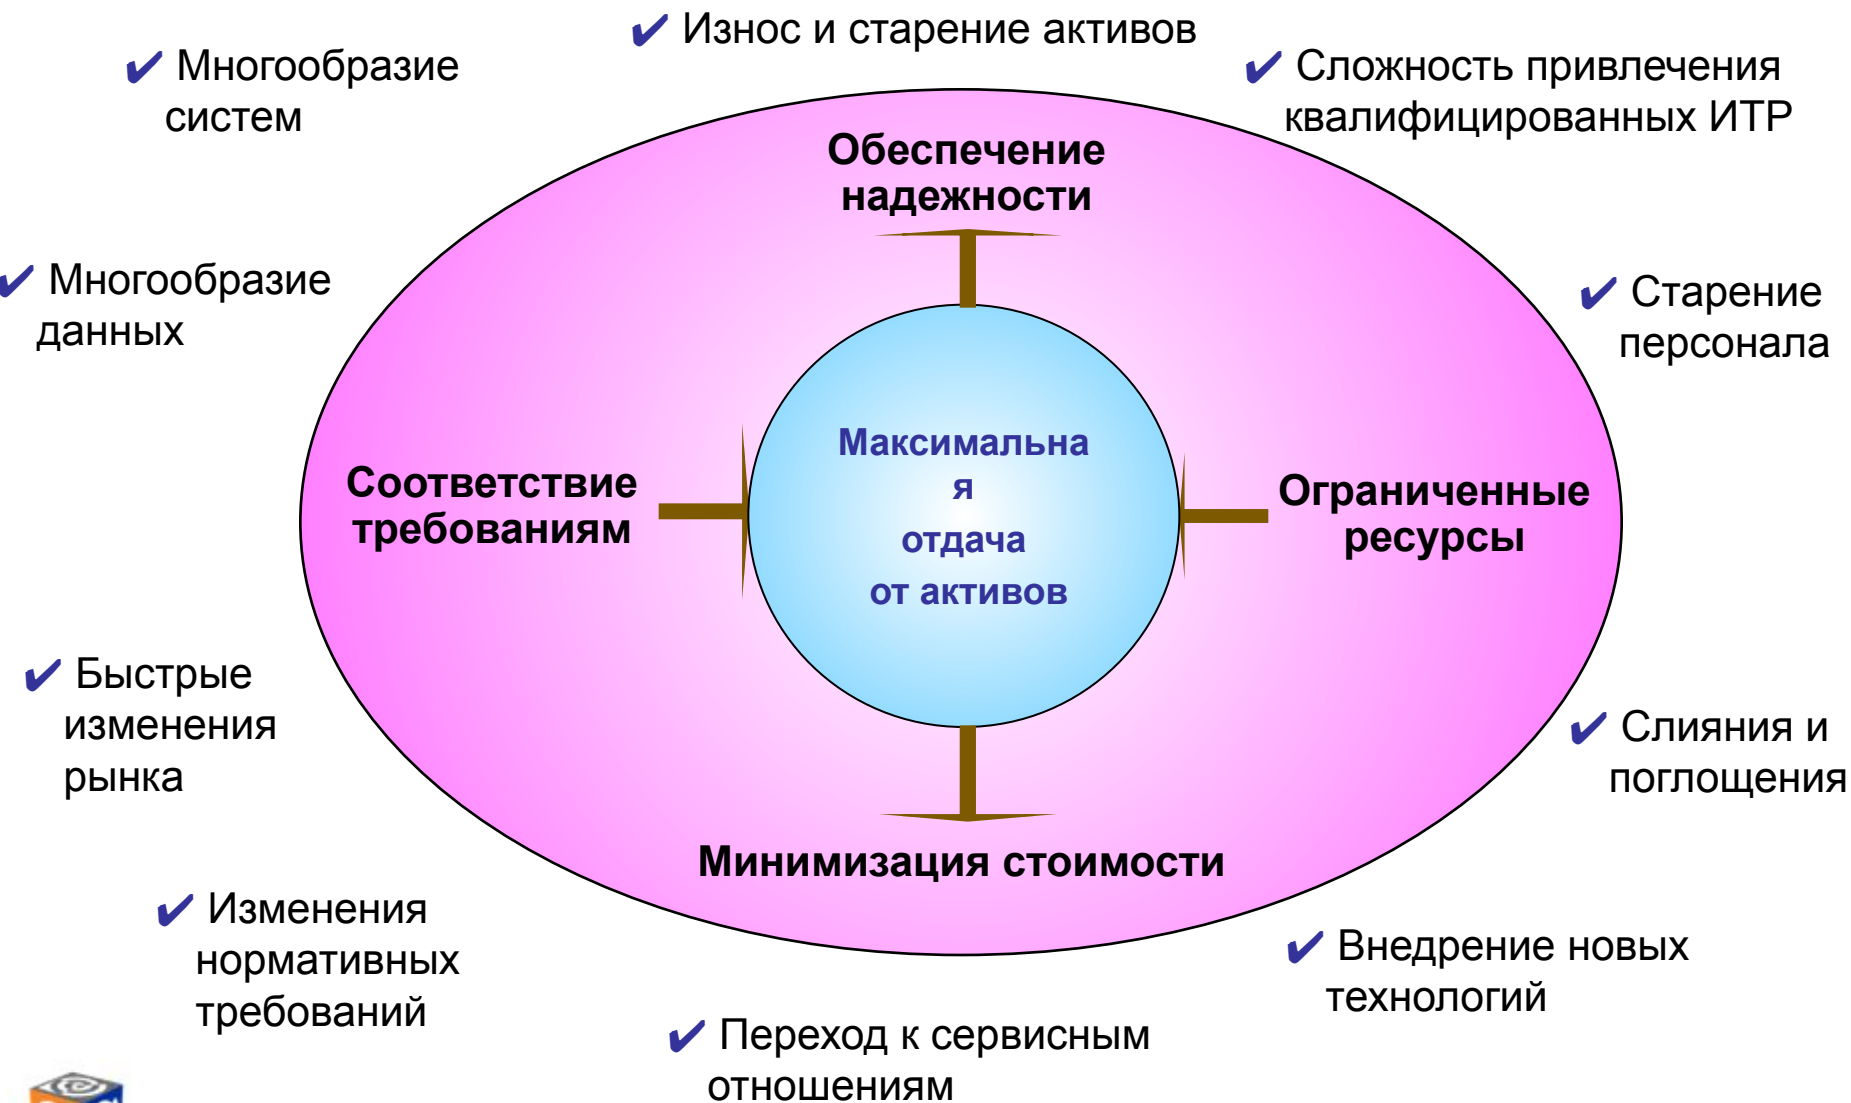 ✔ Износ и старение активов
✔ Многообразие
систем
✔ Сложность привлечения
квалифицированных ИТР
Обеспечение
надежности
✔ Многообразие
данных
✔ Старение
персонала
Соответствие
требованиям
Максимальна
я
отдача
от активов
Ограниченные
ресурсы
✔ Быстрые
изменения
рынка
✔ Слияния и
поглощения
Минимизация стоимости
✔ Изменения
нормативных
требований
✔ Внедрение новых
технологий
✔ Переход к сервисным
отношениям